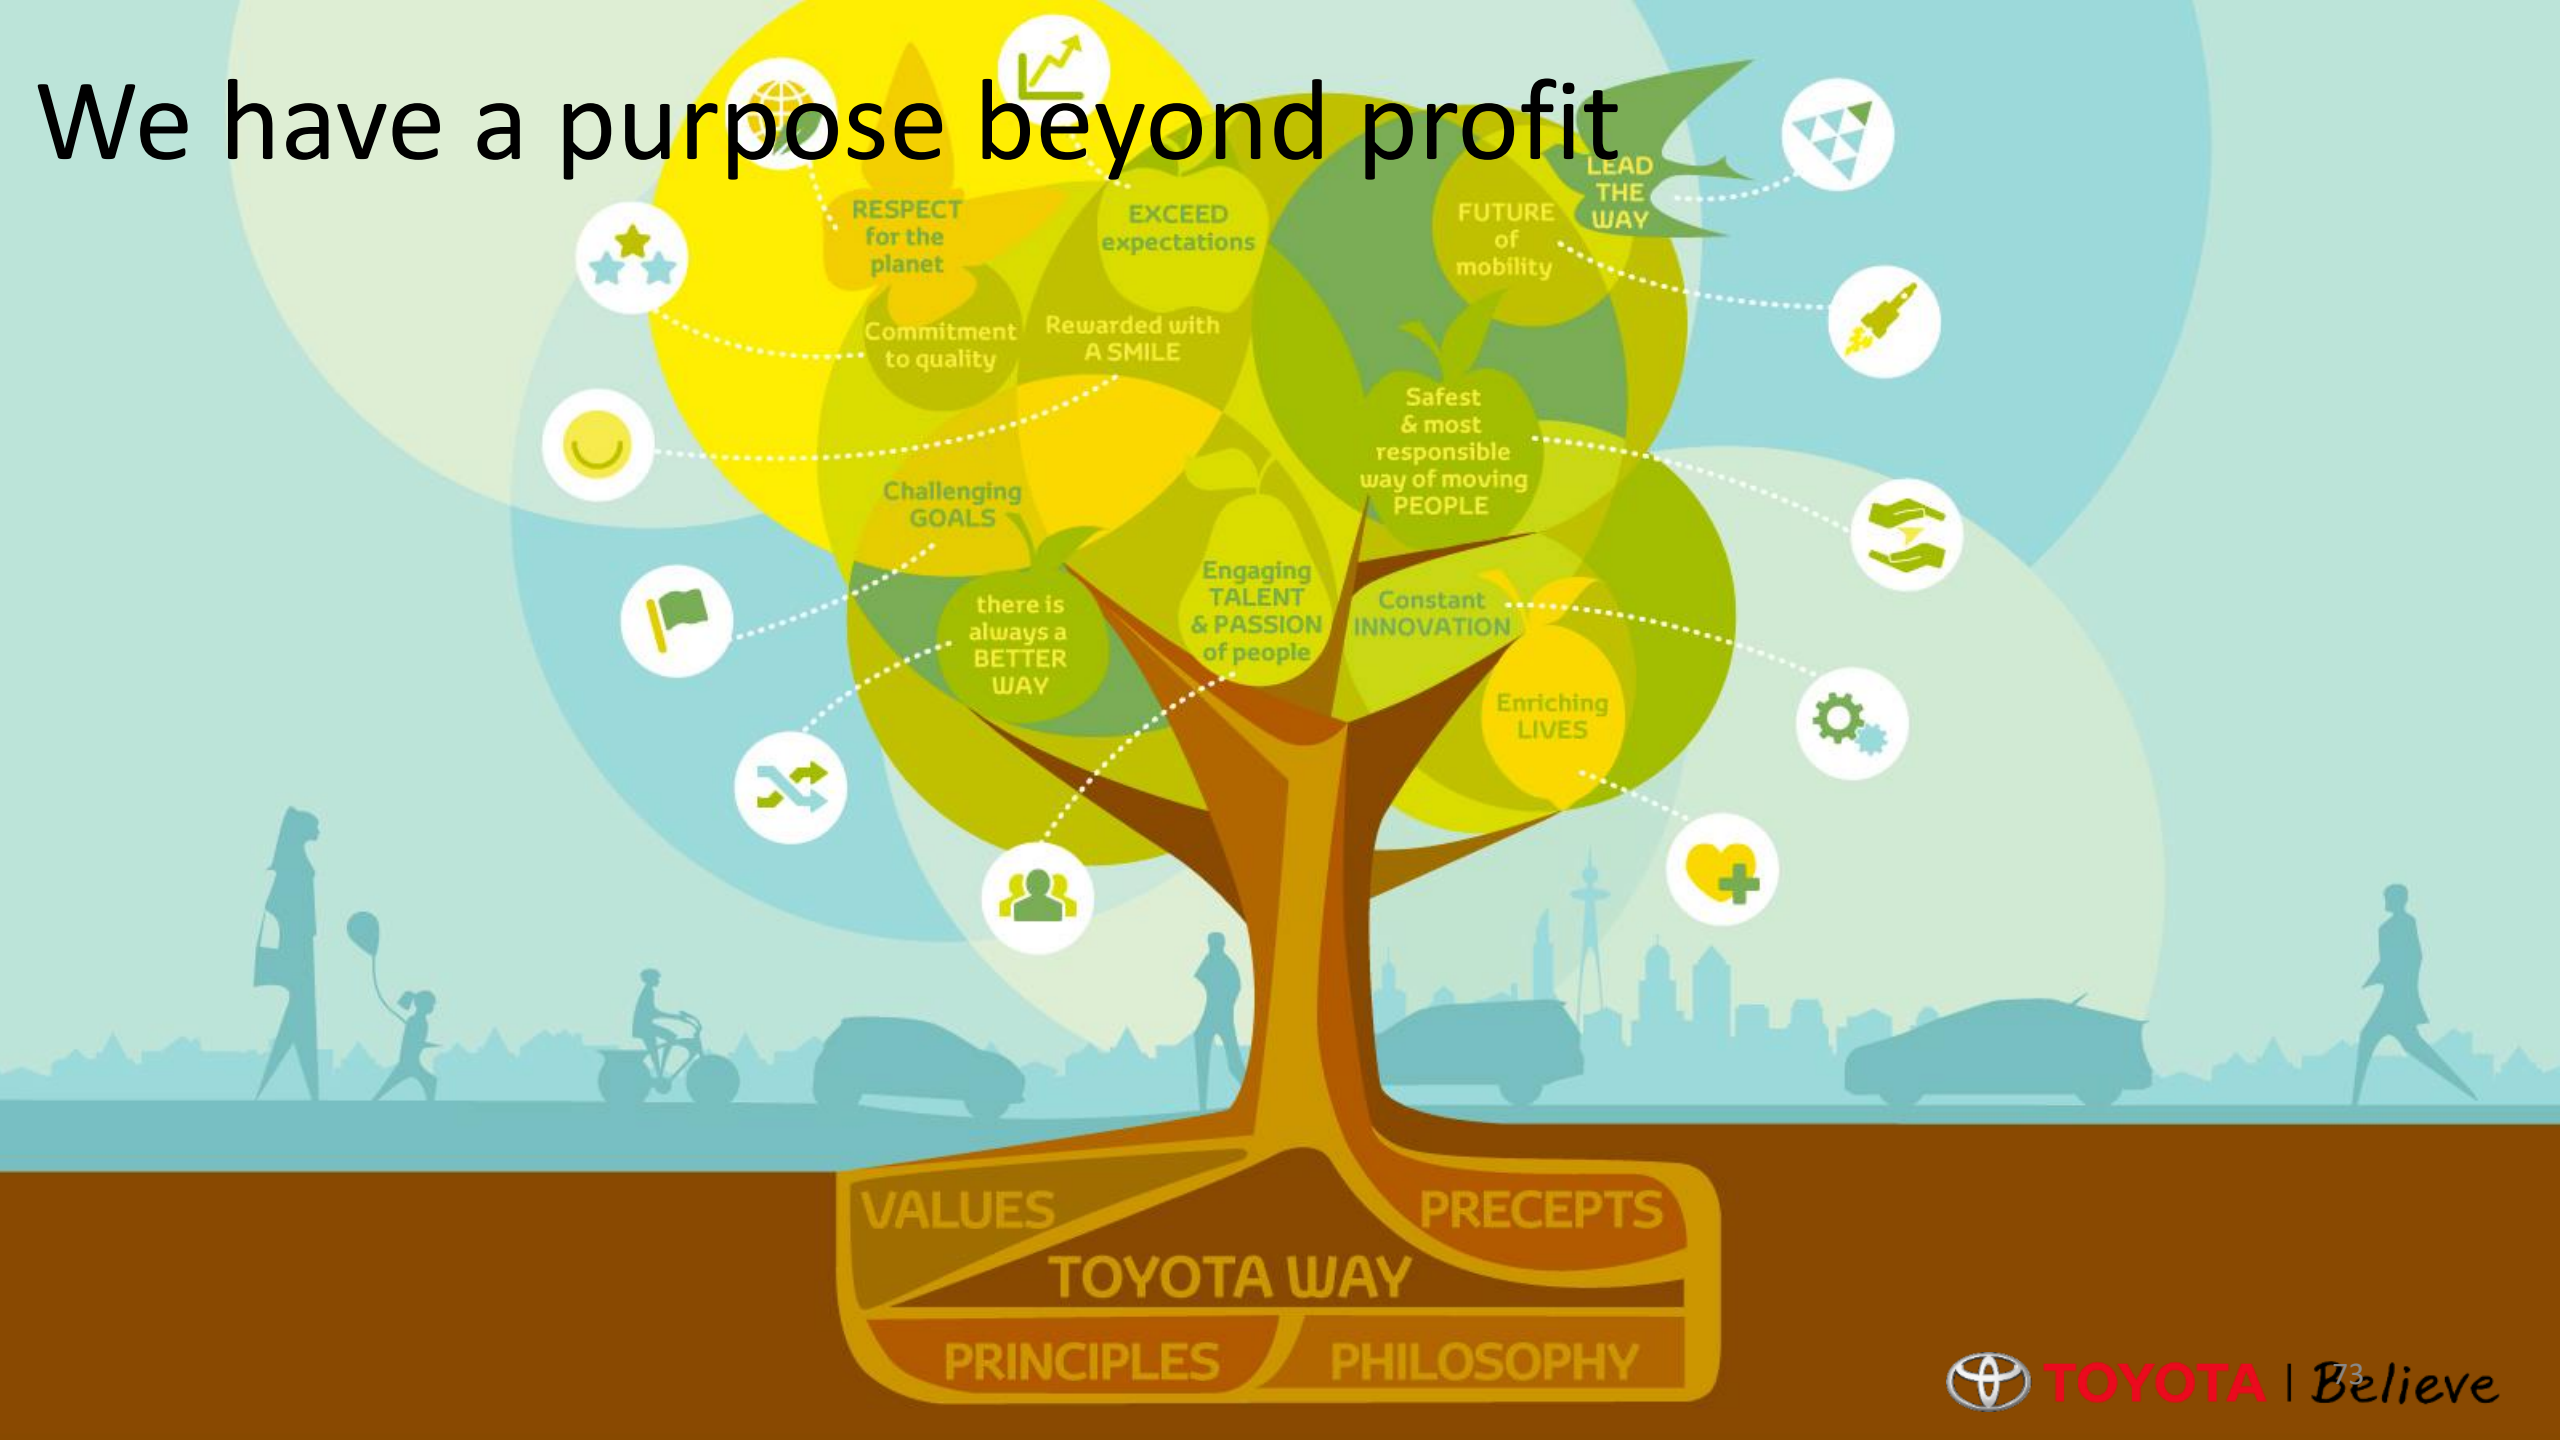 We have a purpose beyond profit
LEAD
THE
WAY
RESPECT
for the
planet
EXCEED
expectations
FUTURE
of
mobility
Commitment
to quality
Rewarded with
A SMILE
Safest
& most
responsible
way of moving
PEOPLE
Challenging
GOALS
there is
always a
BETTER
WAY
Engaging
TALENT
& PASSION
of people
Constant
INNOVATION
Enriching
LIVES
VALUES
PRECEPTS
TOYOTA WAY
PRINCIPLES
PHILOSOPHY
TOYOTA | Believe
73